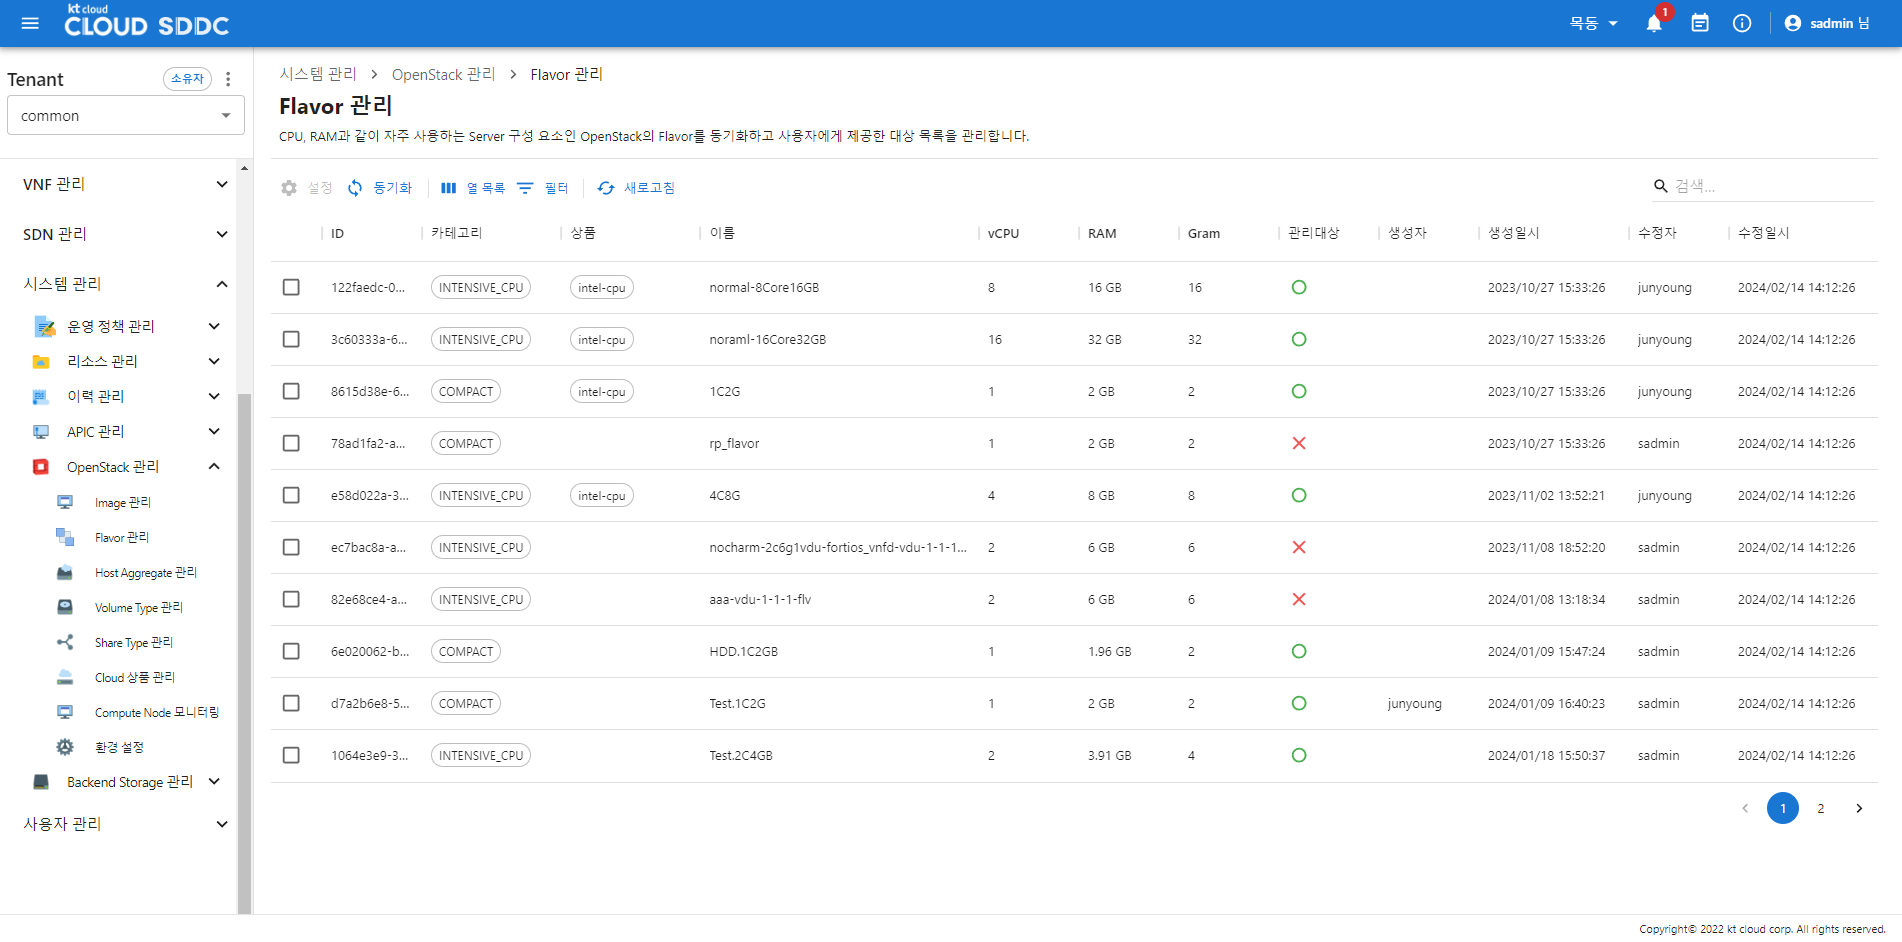 kt cloud
CLOUD SDDC
목동
1
sadmin 님
Tenant
소유자
common
VNF 관리
SDN 관리
시스템 관리
운영 정책 관리
리소스 관리
이력 관리
APIC 관리
OpenStack 관리
Image 관리
Flavor 관리
Host Aggregate 관리
Volume Type 관리
Share Type 관리
Cloud 상품 관리
Compute Node 모니터링
환경 설정
Backend Storage 관리
사용자 관리
시스템 관리 > OpenStack 관리 > Flavor 관리
Flavor 관리
CPU, RAM과 같이 자주 사용하는 Server 구성 요소인 OpenStack의 Flavor를 동기화하고 사용자에게 제공한 대상 목록을 관리합니다.
설정 동기화 열 목록 필터 새로고침
검색...
ID 카테고리 상품 이름 vCPU RAM Gram 관리대상 생성자 생성일시 수정자 수정일시
122faedc-0... INTENSIVE_CPU intel-cpu normal-8Core16GB 8 16 GB 16 2023/10/27 15:33:26 junyoung 2024/02/14 14:12:26
3c60333a-6... INTENSIVE_CPU intel-cpu noraml-16Core32GB 16 32 GB 32 2023/10/27 15:33:26 junyoung 2024/02/14 14:12:26
8615d38e-6... COMPACT intel-cpu 1C2G 1 2 GB 2 2023/10/27 15:33:26 junyoung 2024/02/14 14:12:26
78ad1fa2-a... COMPACT rp_flavor 1 2 GB 2 2023/10/27 15:33:26 sadmin 2024/02/14 14:12:26
e58d022a-3... INTENSIVE_CPU intel-cpu 4C8G 4 8 GB 8 2023/11/02 13:52:21 junyoung 2024/02/14 14:12:26
ec7bac8a-a... INTENSIVE_CPU nocharm-2c6g1vdu-fortios_vnfd-vdu-1-1-1... 2 6 GB 6 2023/11/08 18:52:20 sadmin 2024/02/14 14:12:26
82e68ce4-a... INTENSIVE_CPU aaa-vdu-1-1-1-flv 2 6 GB 6 2024/01/08 13:18:34 sadmin 2024/02/14 14:12:26
6e020062-b... COMPACT HDD.1C2GB 1 1.96 GB 2 2024/01/09 15:47:24 sadmin 2024/02/14 14:12:26
d7a2b6e8-5... COMPACT Test.1C2G 1 2 GB 2 junyoung 2024/01/09 16:40:23 sadmin 2024/02/14 14:12:26
1064e3e9-3... INTENSIVE_CPU Test.2C4GB 2 3.91 GB 4 2024/01/18 15:50:37 sadmin 2024/02/14 14:12:26
1 2
Copyright© 2022 kt cloud corp. All rights reserved.